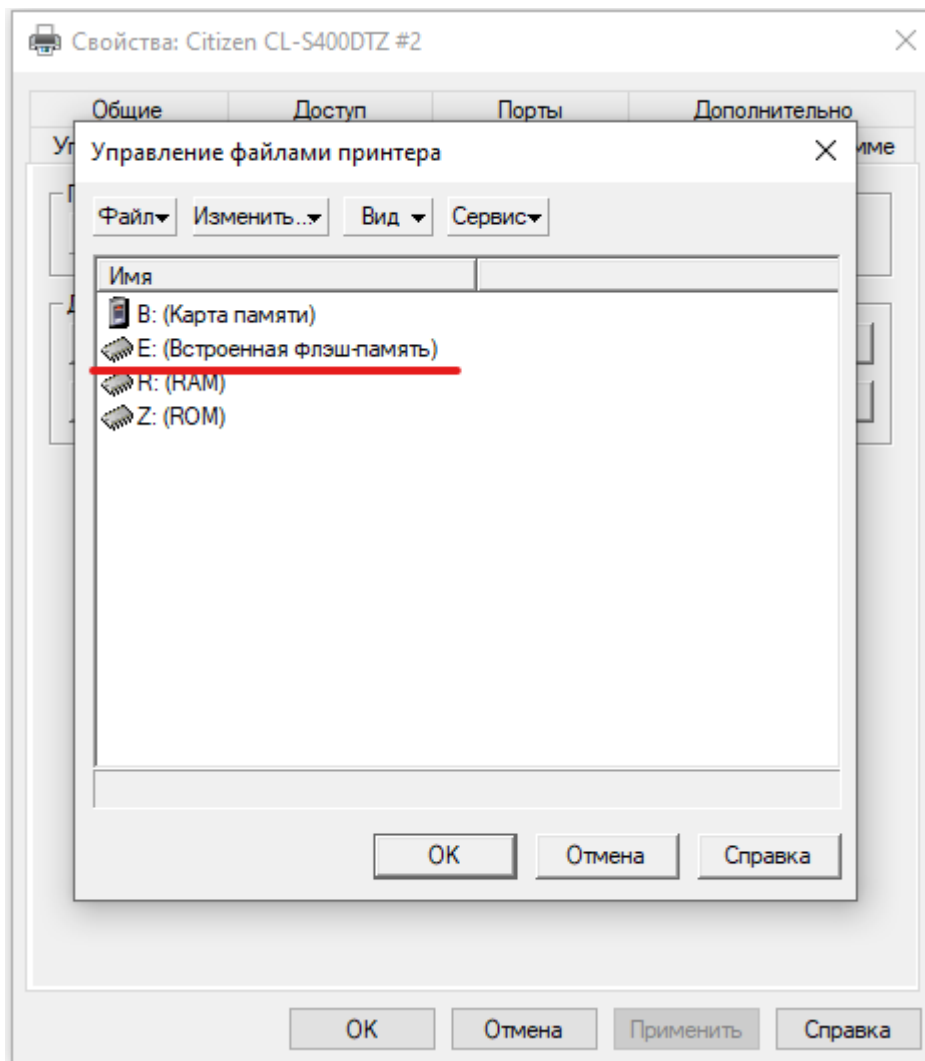 Свойства: Citizen CL-S400DTZ #2
Общие Доступ Порты Дополнительно
Управление файлами принтера
Файл Изменить... Вид Сервис
Имя
B: (Карта памяти)
E: (Встроенная флэш-память)
R: (RAM)
Z: (ROM)
OK Отмена Справка
OK Отмена Применить Справка